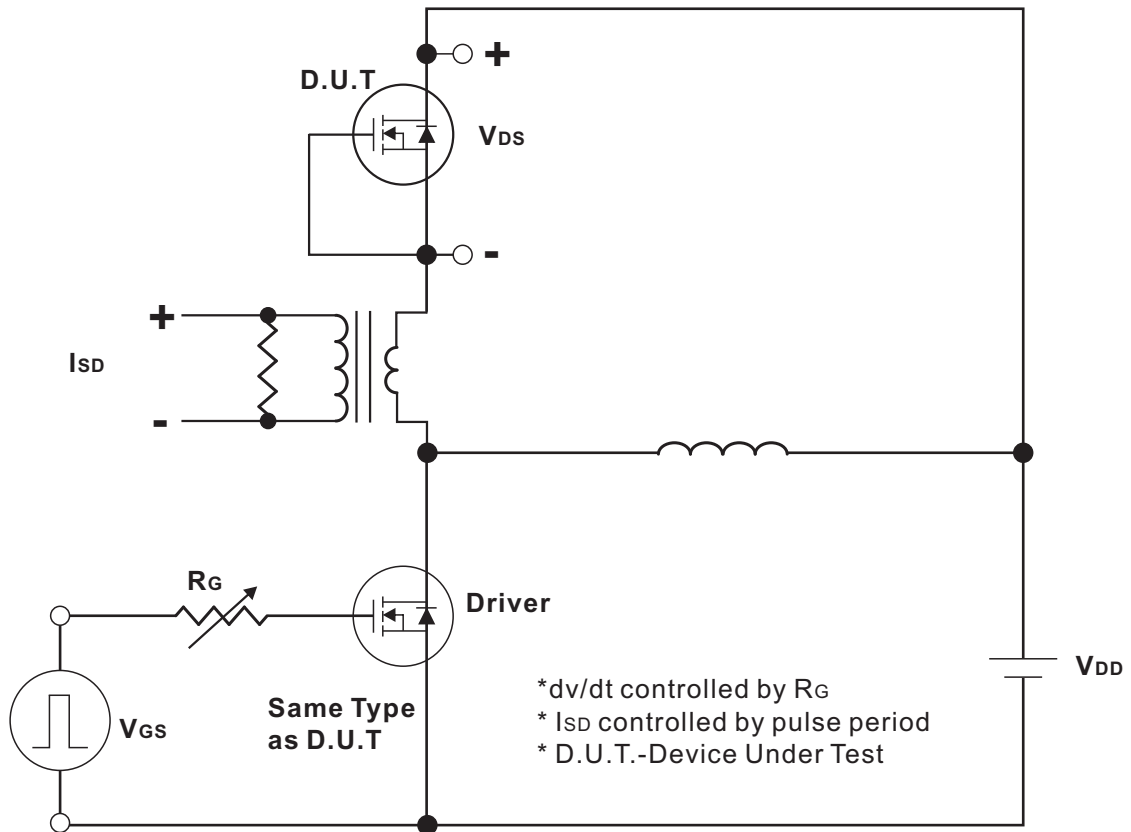 +
D.U.T
VDS
-
+
ISD
-
RG
Driver
VDD
VGS
Same Type
as D.U.T
*dv/dt controlled by RG
* ISD controlled by pulse period
* D.U.T.-Device Under Test